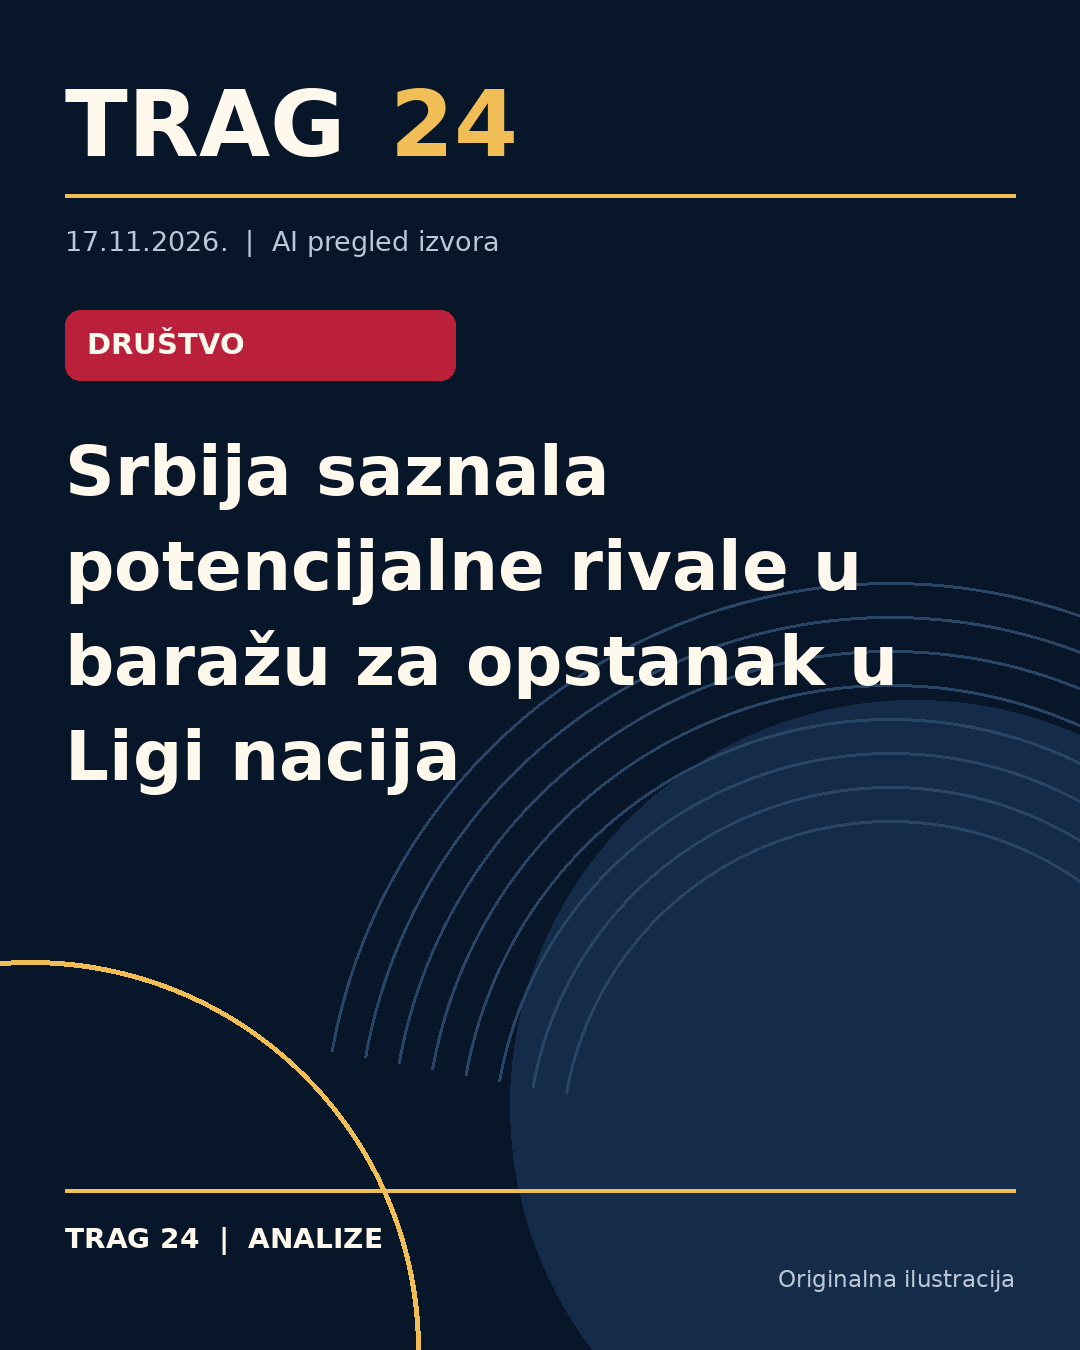 TRAG 24
17.11.2026. | AI pregled izvora
DRUŠTVO
Srbija saznala
potencijalne rivale u
baražu za opstanak u
Ligi nacija
TRAG 24 | ANALIZE
Originalna ilustracija